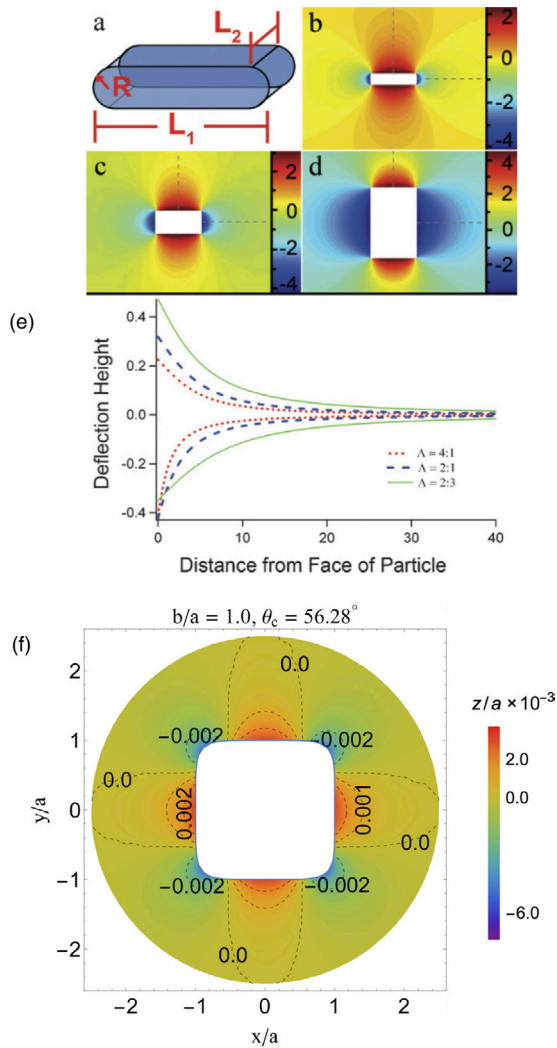 a
L₂
R
L₁
b
2
0
-2
-4
c
2
0
-2
-4
d
4
2
0
-2
(e)
0.4
0.2
0.0
-0.2
-0.4
Deflection Height
Λ = 4:1
Λ = 2:1
Λ = 2:3
0 10 20 30 40
Distance from Face of Particle
(f)
b/a = 1.0, θc = 56.28°
2
1
0
−1
−2
y/a
0.0
−0.002
−0.002
0.0
0.002
0.001
0.0
−0.002
−0.002
0.0
−2 −1 0 1 2
x/a
z/a × 10⁻³
2.0
0.0
−6.0